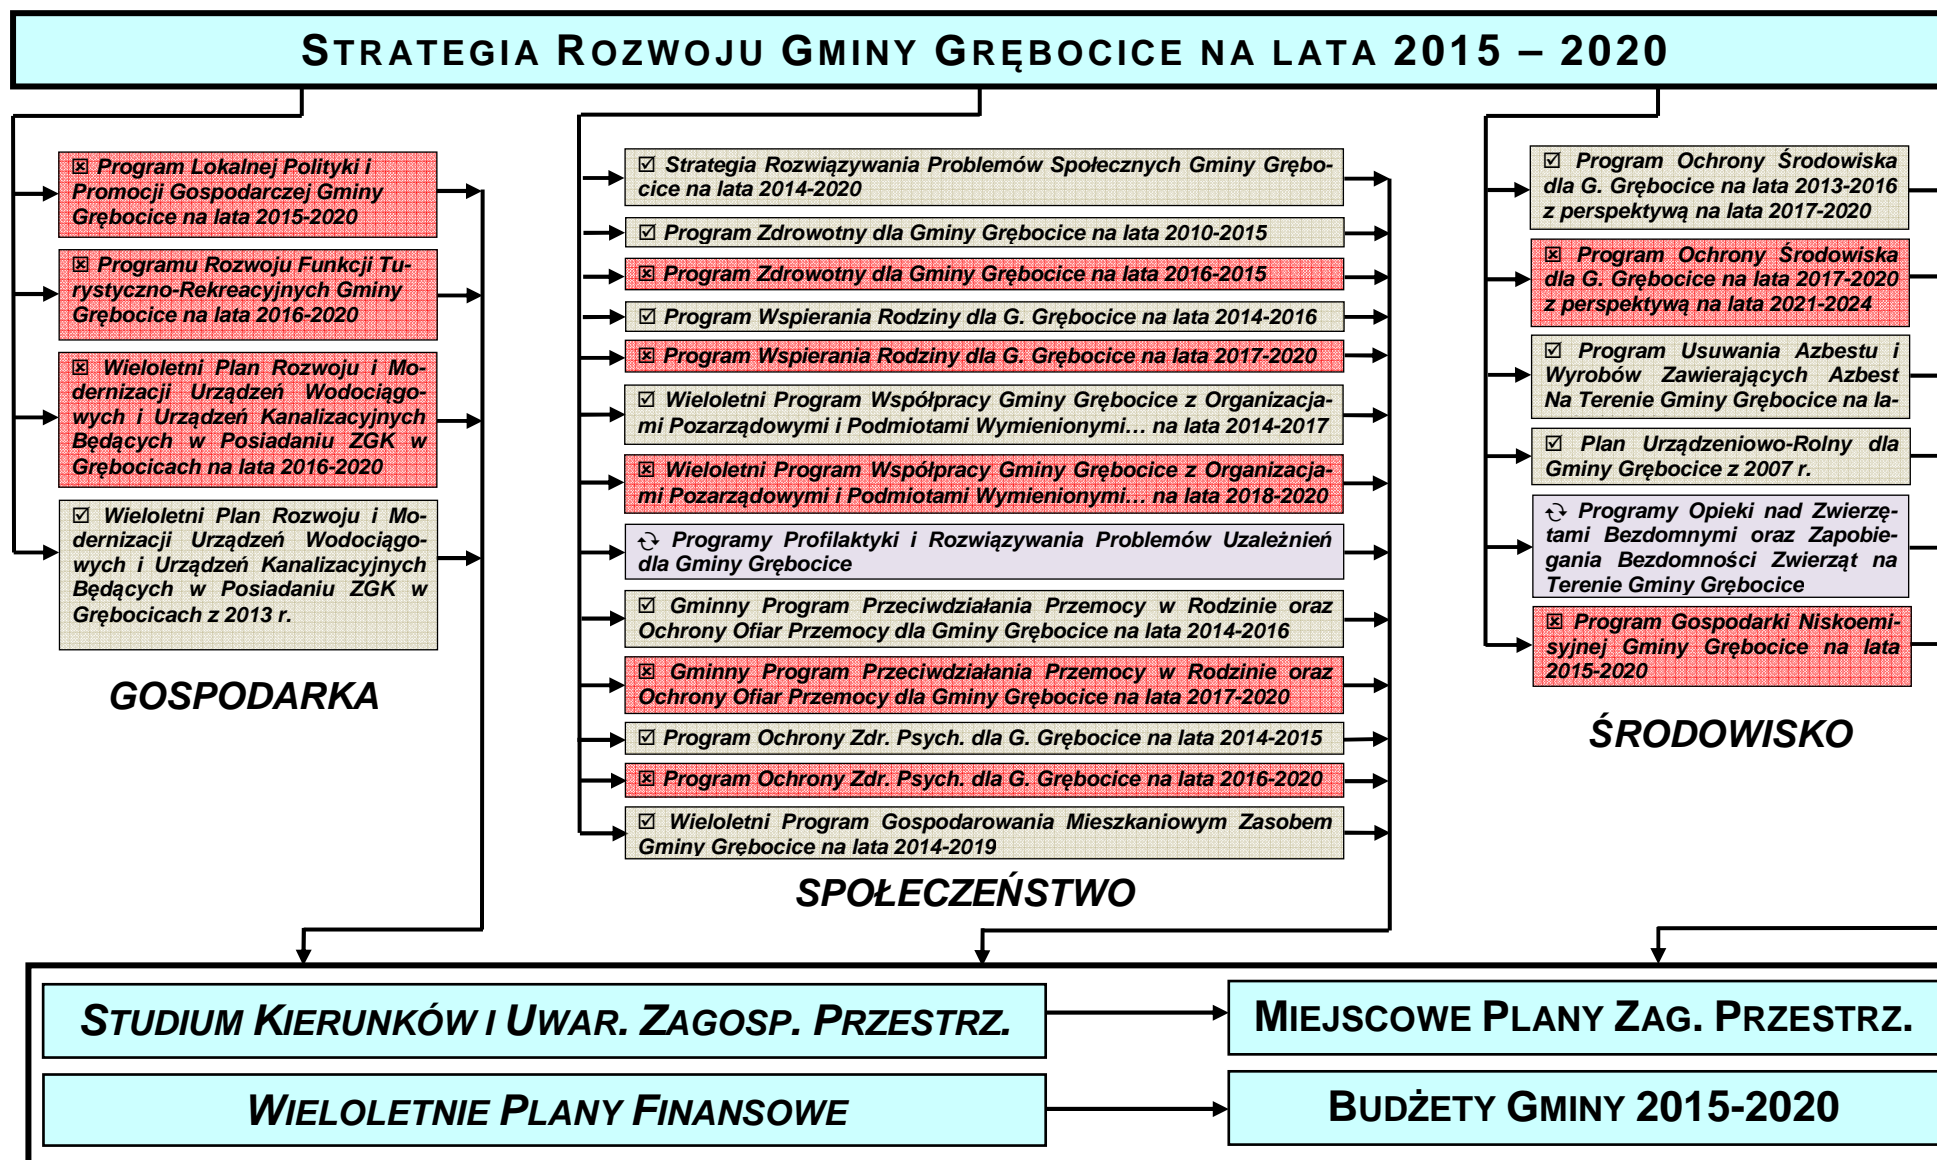 STRATEGIA ROZWOJU GMINY GRĘBOCICE NA LATA 2015 – 2020
☒ Program Lokalnej Polityki i
Promocji Gospodarczej Gminy
Grębocice na lata 2015-2020
☒ Programu Rozwoju Funkcji Tu-
rystyczno-Rekreacyjnych Gminy
Grębocice na lata 2016-2020
☒ Wieloletni Plan Rozwoju i Mo-
dernizacji Urządzeń Wodociągo-
wych i Urządzeń Kanalizacyjnych
Będących w Posiadaniu ZGK w
Grębocicach na lata 2016-2020
☑ Wieloletni Plan Rozwoju i Mo-
dernizacji Urządzeń Wodociągo-
wych i Urządzeń Kanalizacyjnych
Będących w Posiadaniu ZGK w
Grębocicach z 2013 r.
GOSPODARKA
☑ Strategia Rozwiązywania Problemów Społecznych Gminy Grębo-
cice na lata 2014-2020
☑ Program Zdrowotny dla Gminy Grębocice na lata 2010-2015
☒ Program Zdrowotny dla Gminy Grębocice na lata 2016-2015
☑ Program Wspierania Rodziny dla G. Grębocice na lata 2014-2016
☒ Program Wspierania Rodziny dla G. Grębocice na lata 2017-2020
☑ Wieloletni Program Współpracy Gminy Grębocice z Organizacja-
mi Pozarządowymi i Podmiotami Wymienionymi… na lata 2014-2017
☒ Wieloletni Program Współpracy Gminy Grębocice z Organizacja-
mi Pozarządowymi i Podmiotami Wymienionymi… na lata 2018-2020
Programy Profilaktyki i Rozwiązywania Problemów Uzależnień
dla Gminy Grębocice
☑ Gminny Program Przeciwdziałania Przemocy w Rodzinie oraz
Ochrony Ofiar Przemocy dla Gminy Grębocice na lata 2014-2016
☒ Gminny Program Przeciwdziałania Przemocy w Rodzinie oraz
Ochrony Ofiar Przemocy dla Gminy Grębocice na lata 2017-2020
☑ Program Ochrony Zdr. Psych. dla G. Grębocice na lata 2014-2015
☒ Program Ochrony Zdr. Psych. dla G. Grębocice na lata 2016-2020
☑ Wieloletni Program Gospodarowania Mieszkaniowym Zasobem
Gminy Grębocice na lata 2014-2019
SPOŁECZEŃSTWO
☑ Program Ochrony Środowiska
dla G. Grębocice na lata 2013-2016
z perspektywą na lata 2017-2020
☒ Program Ochrony Środowiska
dla G. Grębocice na lata 2017-2020
z perspektywą na lata 2021-2024
☑ Program Usuwania Azbestu i
Wyrobów Zawierających Azbest
Na Terenie Gminy Grębocice na la-
☑ Plan Urządzeniowo-Rolny dla
Gminy Grębocice z 2007 r.
Programy Opieki nad Zwierzę-
tami Bezdomnymi oraz Zapobie-
gania Bezdomności Zwierząt na
Terenie Gminy Grębocice
☒ Program Gospodarki Niskoemi-
syjnej Gminy Grębocice na lata
2015-2020
ŚRODOWISKO
STUDIUM KIERUNKÓW I UWAR. ZAGOSP. PRZESTRZ.
MIEJSCOWE PLANY ZAG. PRZESTRZ.
WIELOLETNIE PLANY FINANSOWE
BUDŻETY GMINY 2015-2020